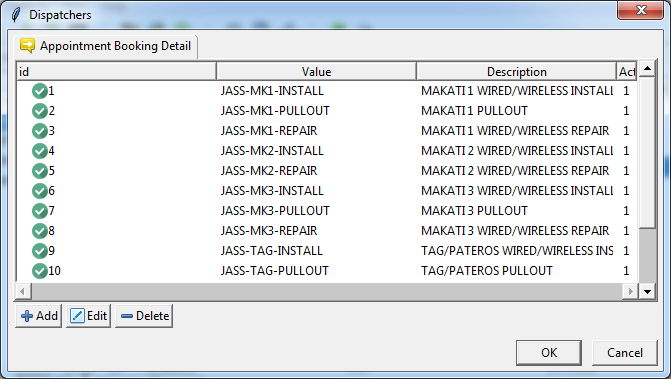 Dispatchers
Appointment Booking Detail
id Value Description Act
1 JASS-MK1-INSTALL MAKATI 1 WIRED/WIRELESS INSTALL 1
2 JASS-MK1-PULLOUT MAKATI 1 PULLOUT 1
3 JASS-MK1-REPAIR MAKATI 1 WIRED/WIRELESS REPAIR 1
4 JASS-MK2-INSTALL MAKATI 2 WIRED/WIRELESS INSTALL 1
5 JASS-MK2-REPAIR MAKATI 2 WIRED/WIRELESS REPAIR 1
6 JASS-MK3-INSTALL MAKATI 3 WIRED/WIRELESS INSTALL 1
7 JASS-MK3-PULLOUT MAKATI 3 PULLOUT 1
8 JASS-MK3-REPAIR MAKATI 3 WIRED/WIRELESS REPAIR 1
9 JASS-TAG-INSTALL TAG/PATEROS WIRED/WIRELESS INS 1
10 JASS-TAG-PULLOUT TAG/PATEROS PULLOUT 1
Add Edit Delete
OK Cancel